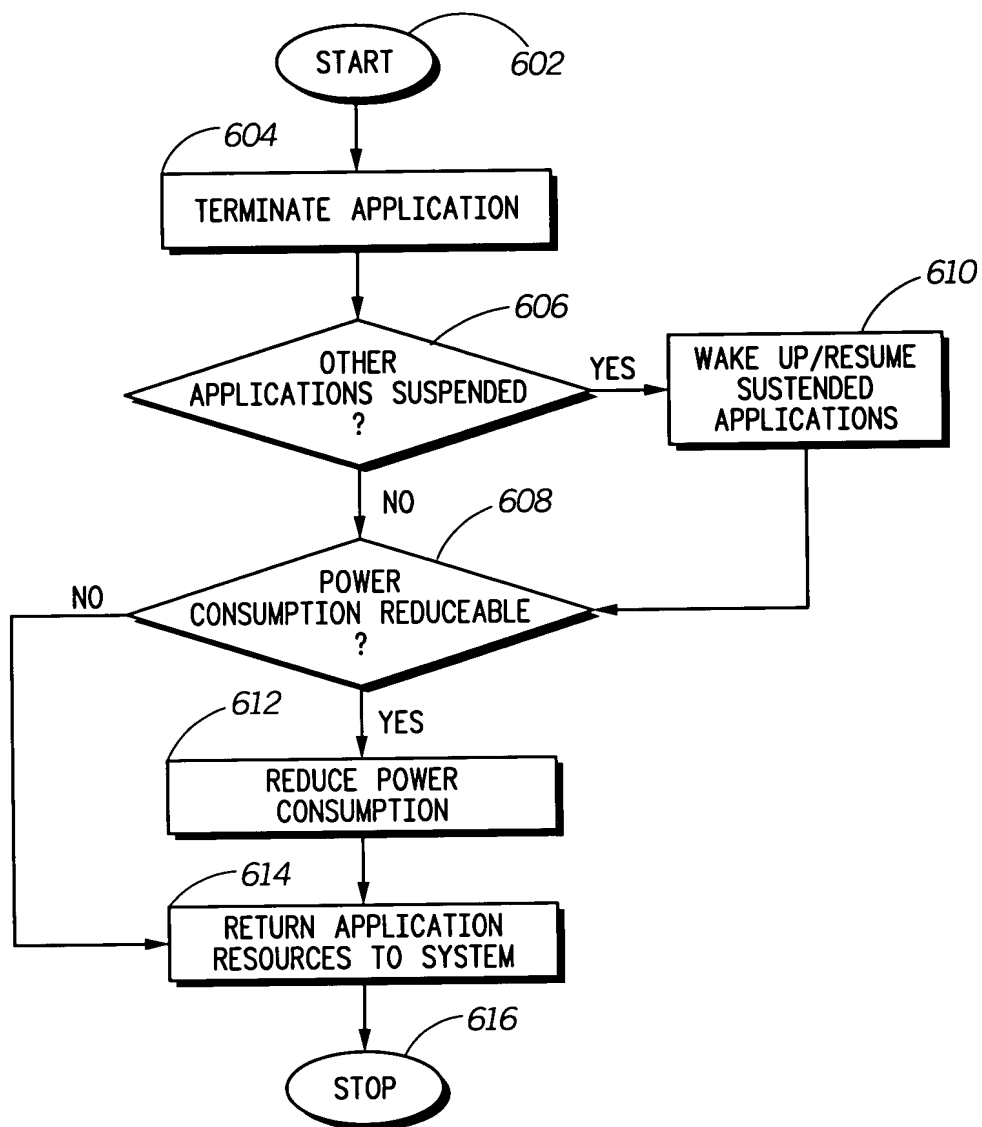 START
602
604
TERMINATE APPLICATION
606
610
OTHER
APPLICATIONS SUSPENDED
?
YES
WAKE UP/RESUME
SUSTENDED
APPLICATIONS
NO
608
NO
POWER
CONSUMPTION REDUCEABLE
?
612
YES
REDUCE POWER
CONSUMPTION
614
RETURN APPLICATION
RESOURCES TO SYSTEM
616
STOP